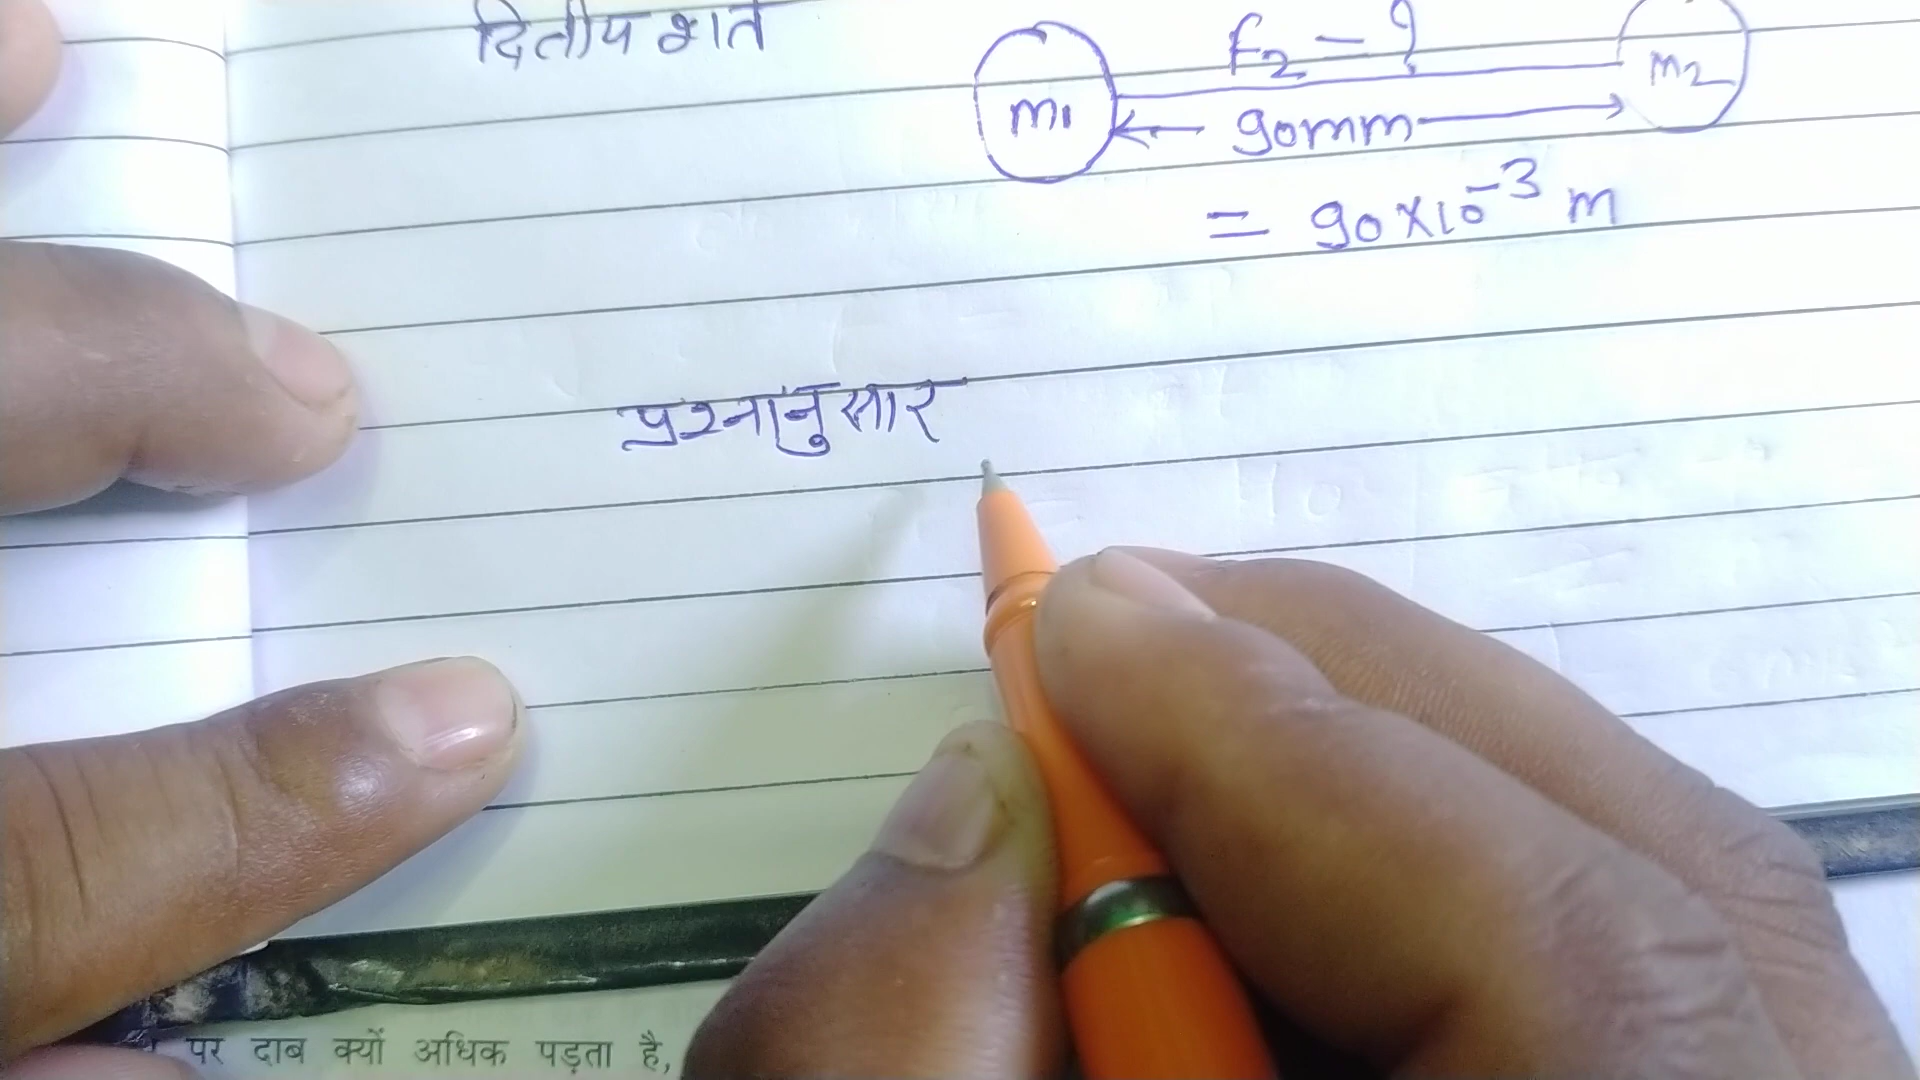 द्वितीय शर्त
F2 - ?
m1
m2
90mm
= 90×10⁻³ m
प्रश्नानुसार
पर दाब क्यों अधिक पड़ता है,